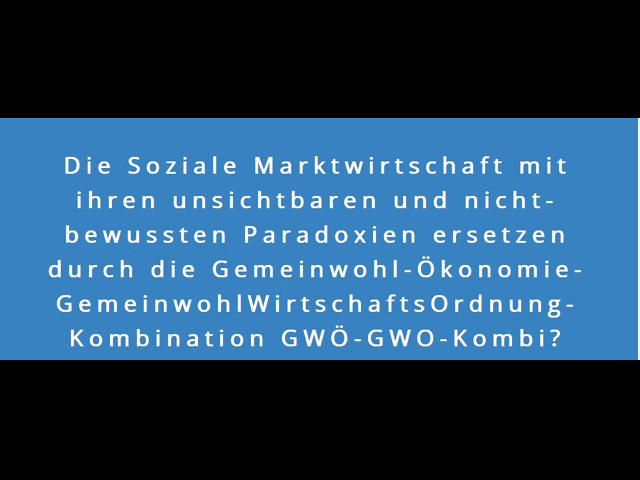 Die Soziale Marktwirtschaft mit
ihren unsichtbaren und nicht-
bewussten Paradoxien ersetzen
durch die Gemeinwohl-Ökonomie-
GemeinwohlWirtschaftsOrdnung-
Kombination GWÖ-GWO-Kombi?